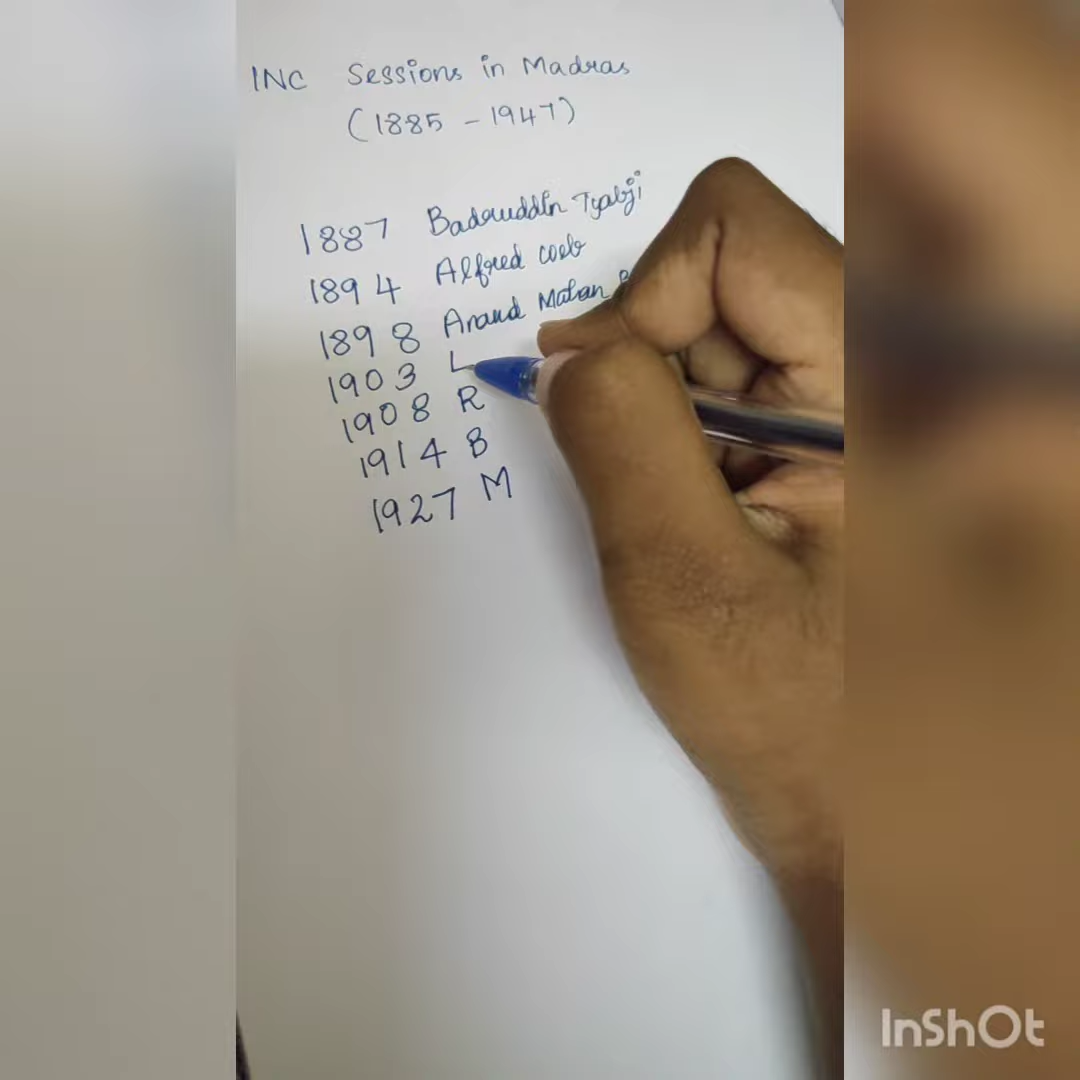 INC Sessions in Madras
(1885 - 1947)
1887 Badruddin Tyabji
1894 Alfred coeb
1898 Anand Mohan
1903 L
1908 R
1914 B
1927 M
InShOt